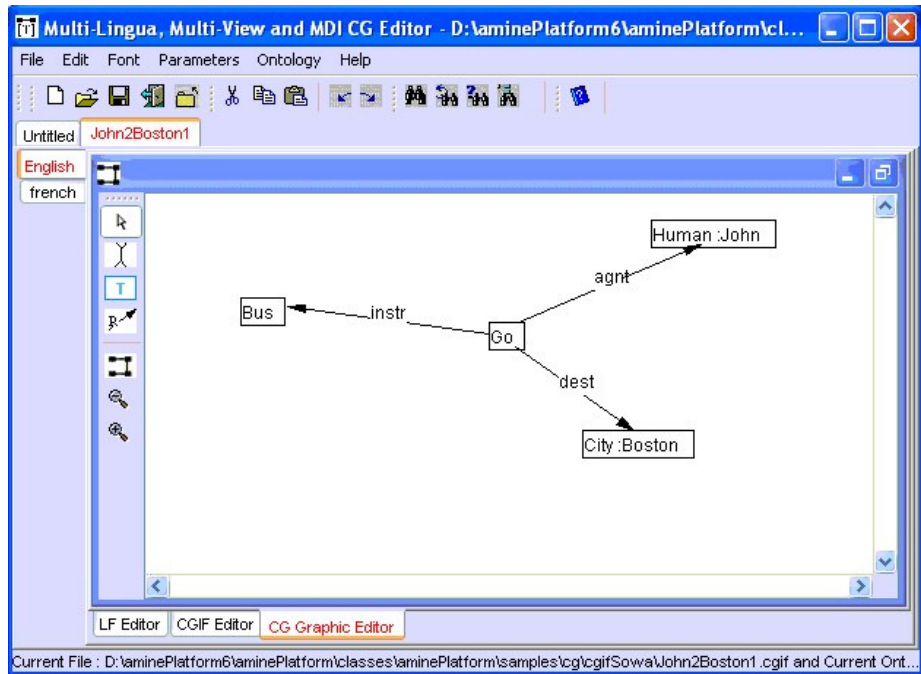 Multi-Lingua, Multi-View and MDI CG Editor - D:\aminePlatform6\aminePlatform\cl...
File Edit Font Parameters Ontology Help
Untitled John2Boston1
English
french
T
Human :John
agnt
Bus
instr
Go
dest
City :Boston
LF Editor CGIF Editor CG Graphic Editor
Current File : D:\aminePlatform6\aminePlatform\classes\aminePlatform\samples\cg\cgifSowa\John2Boston1.cgif and Current Ont...